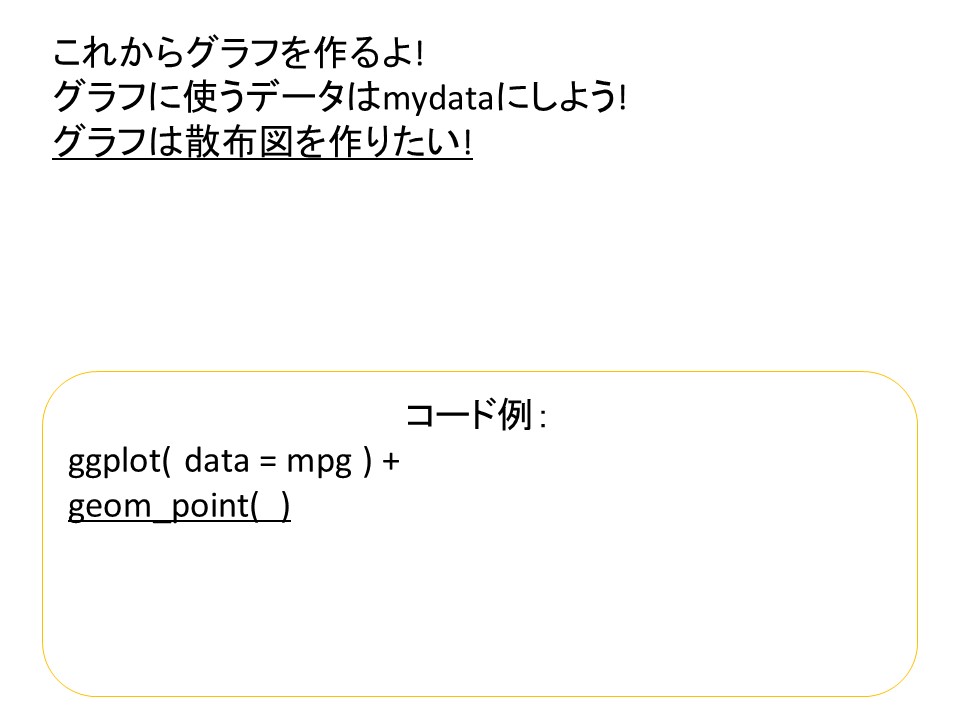 これからグラフを作るよ!
グラフに使うデータはmydataにしよう!
グラフは散布図を作りたい!
コード例：
ggplot( data = mpg ) +
geom_point( )